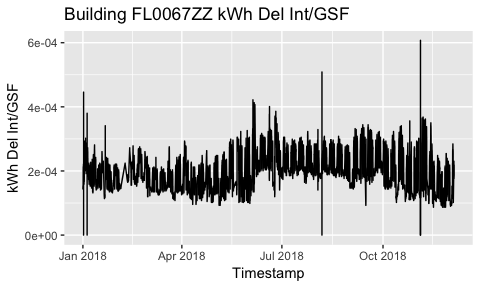 Building FL0067ZZ kWh Del Int/GSF
6e-04
4e-04
2e-04
0e+00
kWh Del Int/GSF
Jan 2018 Apr 2018 Jul 2018 Oct 2018
Timestamp